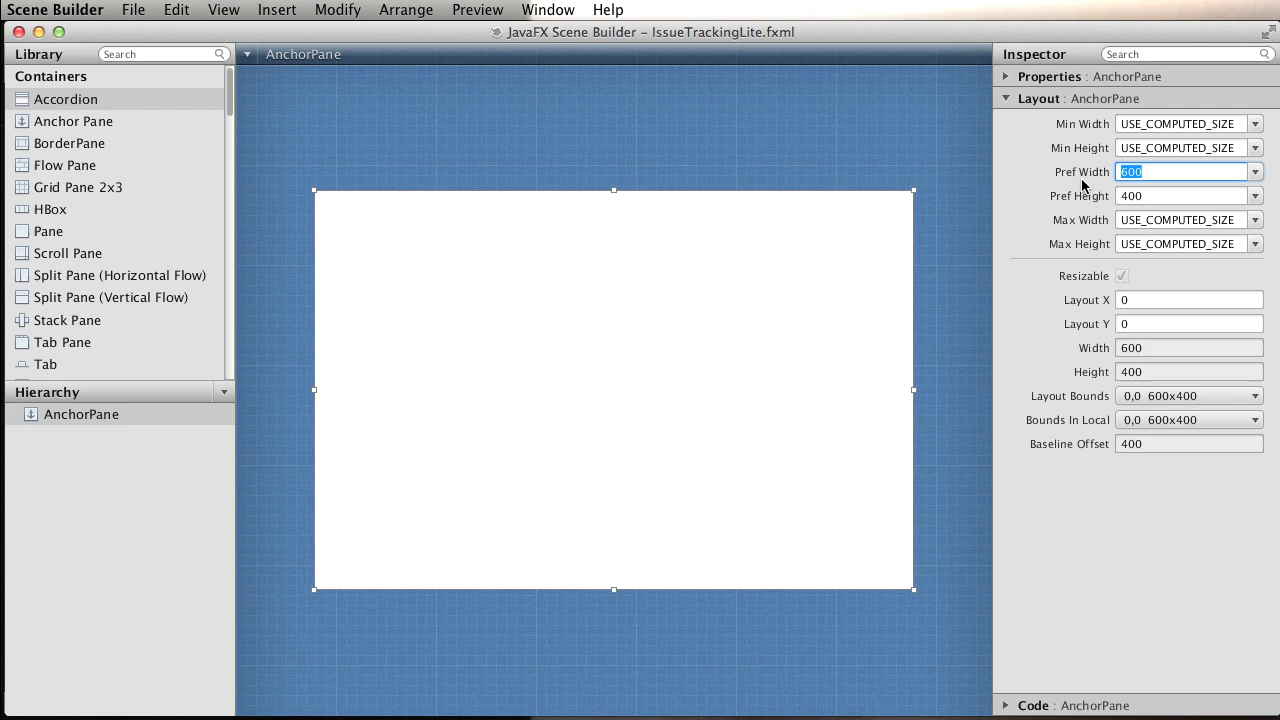 Scene Builder File Edit View Insert Modify Arrange Preview Window Help
JavaFX Scene Builder – IssueTrackingLite.fxml
Library Search
Containers
Accordion
Anchor Pane
BorderPane
Flow Pane
Grid Pane 2x3
HBox
Pane
Scroll Pane
Split Pane (Horizontal Flow)
Split Pane (Vertical Flow)
Stack Pane
Tab Pane
Tab
Hierarchy
AnchorPane
AnchorPane
Inspector Search
Properties : AnchorPane
Layout : AnchorPane
Min Width USE_COMPUTED_SIZE
Min Height USE_COMPUTED_SIZE
Pref Width 600
Pref Height 400
Max Width USE_COMPUTED_SIZE
Max Height USE_COMPUTED_SIZE
Resizable
Layout X 0
Layout Y 0
Width 600
Height 400
Layout Bounds 0,0 600x400
Bounds In Local 0,0 600x400
Baseline Offset 400
Code : AnchorPane